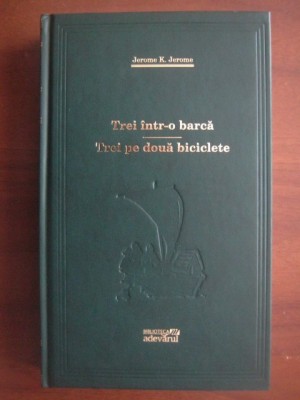 Jerome K. Jerome
Trei într-o barcă
Trei pe două biciclete
BIBLIOTECA
adevărul